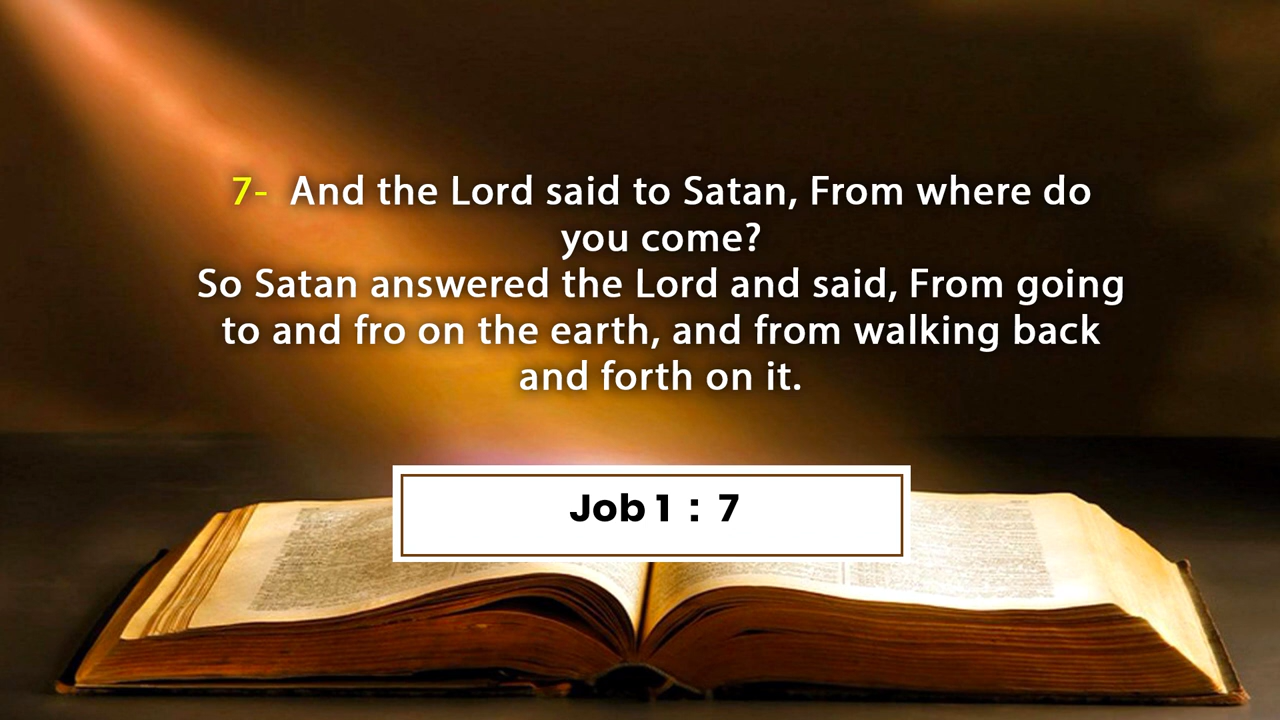 7- And the Lord said to Satan, From where do
you come?
So Satan answered the Lord and said, From going
to and fro on the earth, and from walking back
and forth on it.
Job 1 : 7